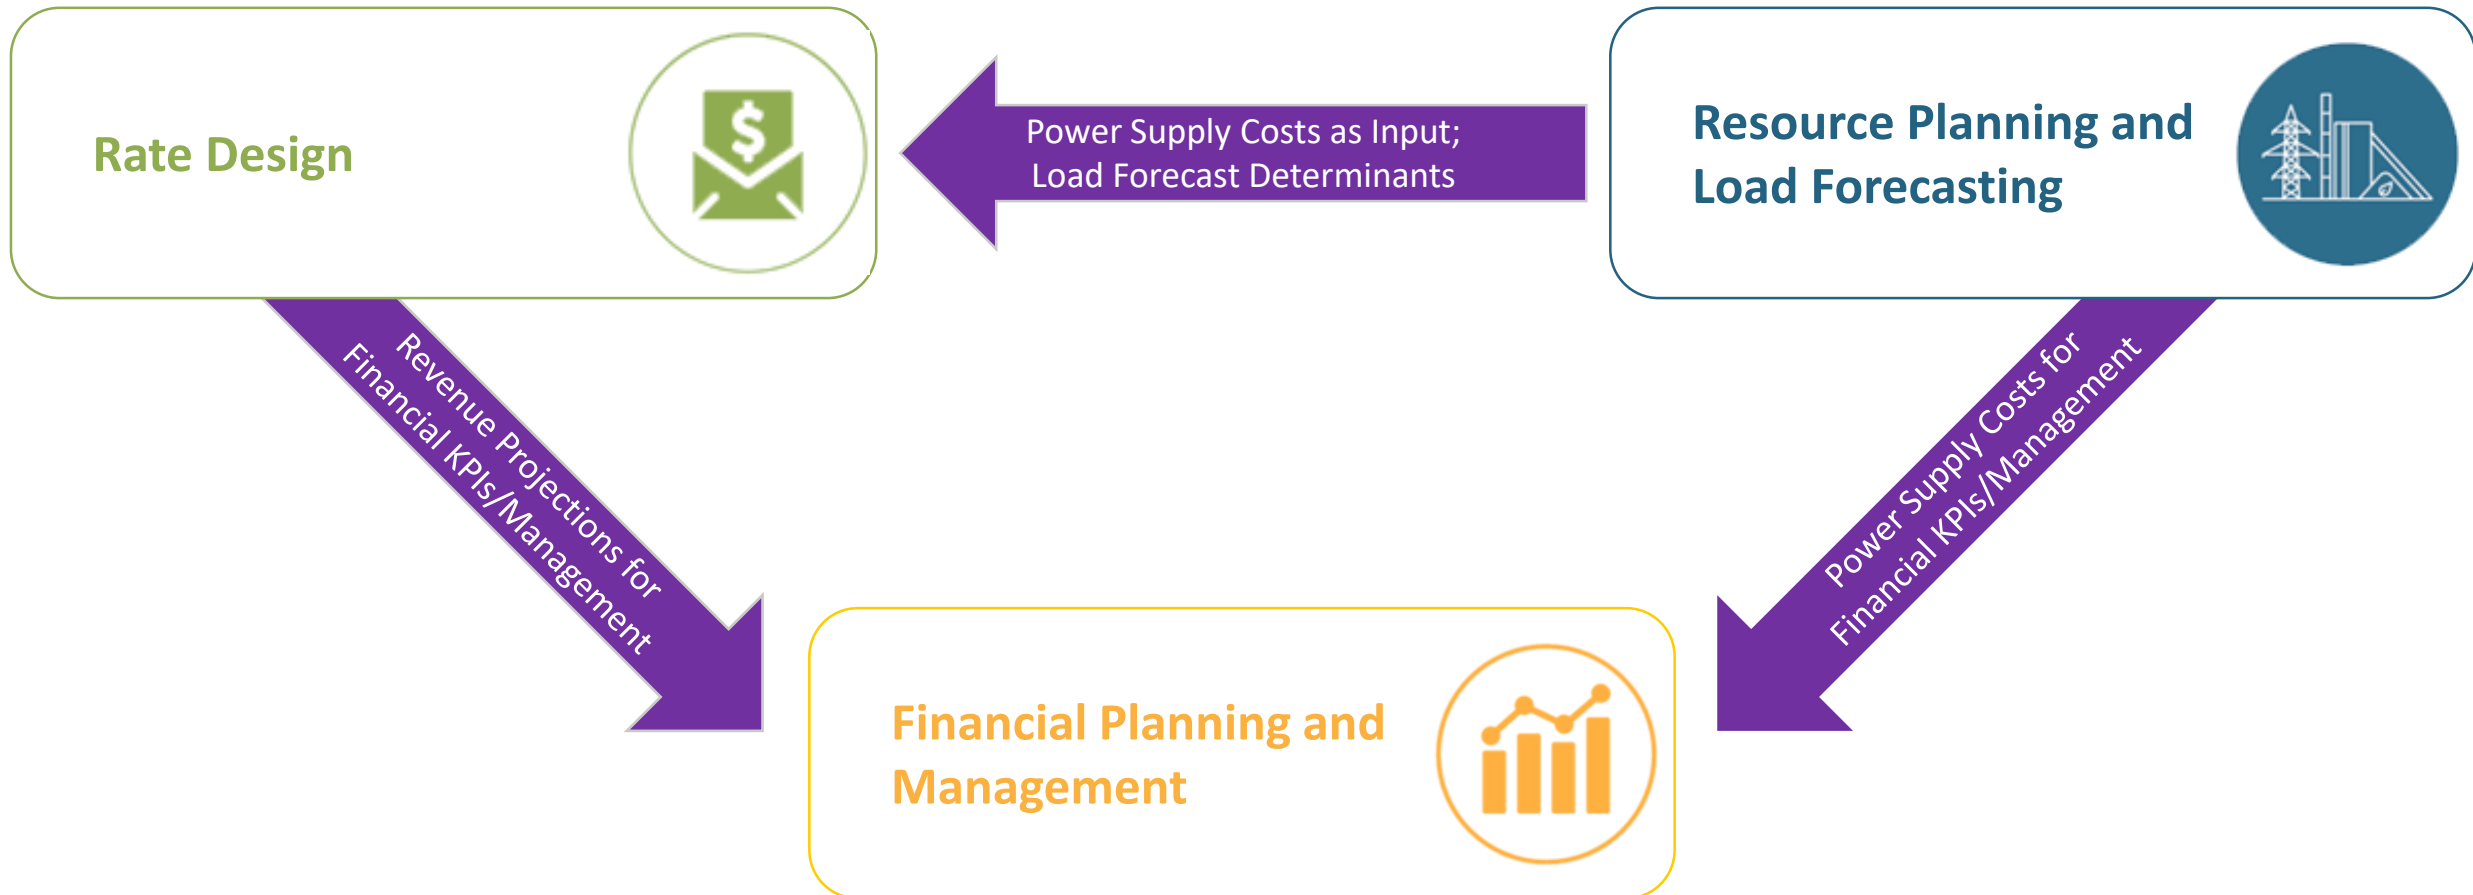 Rate Design
$
Power Supply Costs as Input;
Load Forecast Determinants
Resource Planning and
Load Forecasting
Revenue Projections for
Financial KPIs/Management
Power Supply Costs for
Financial KPIs/Management
Financial Planning and
Management